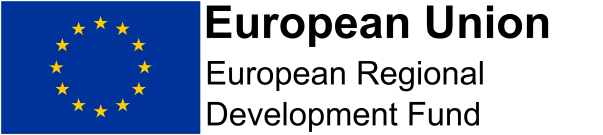 European Union
European Regional
Development Fund